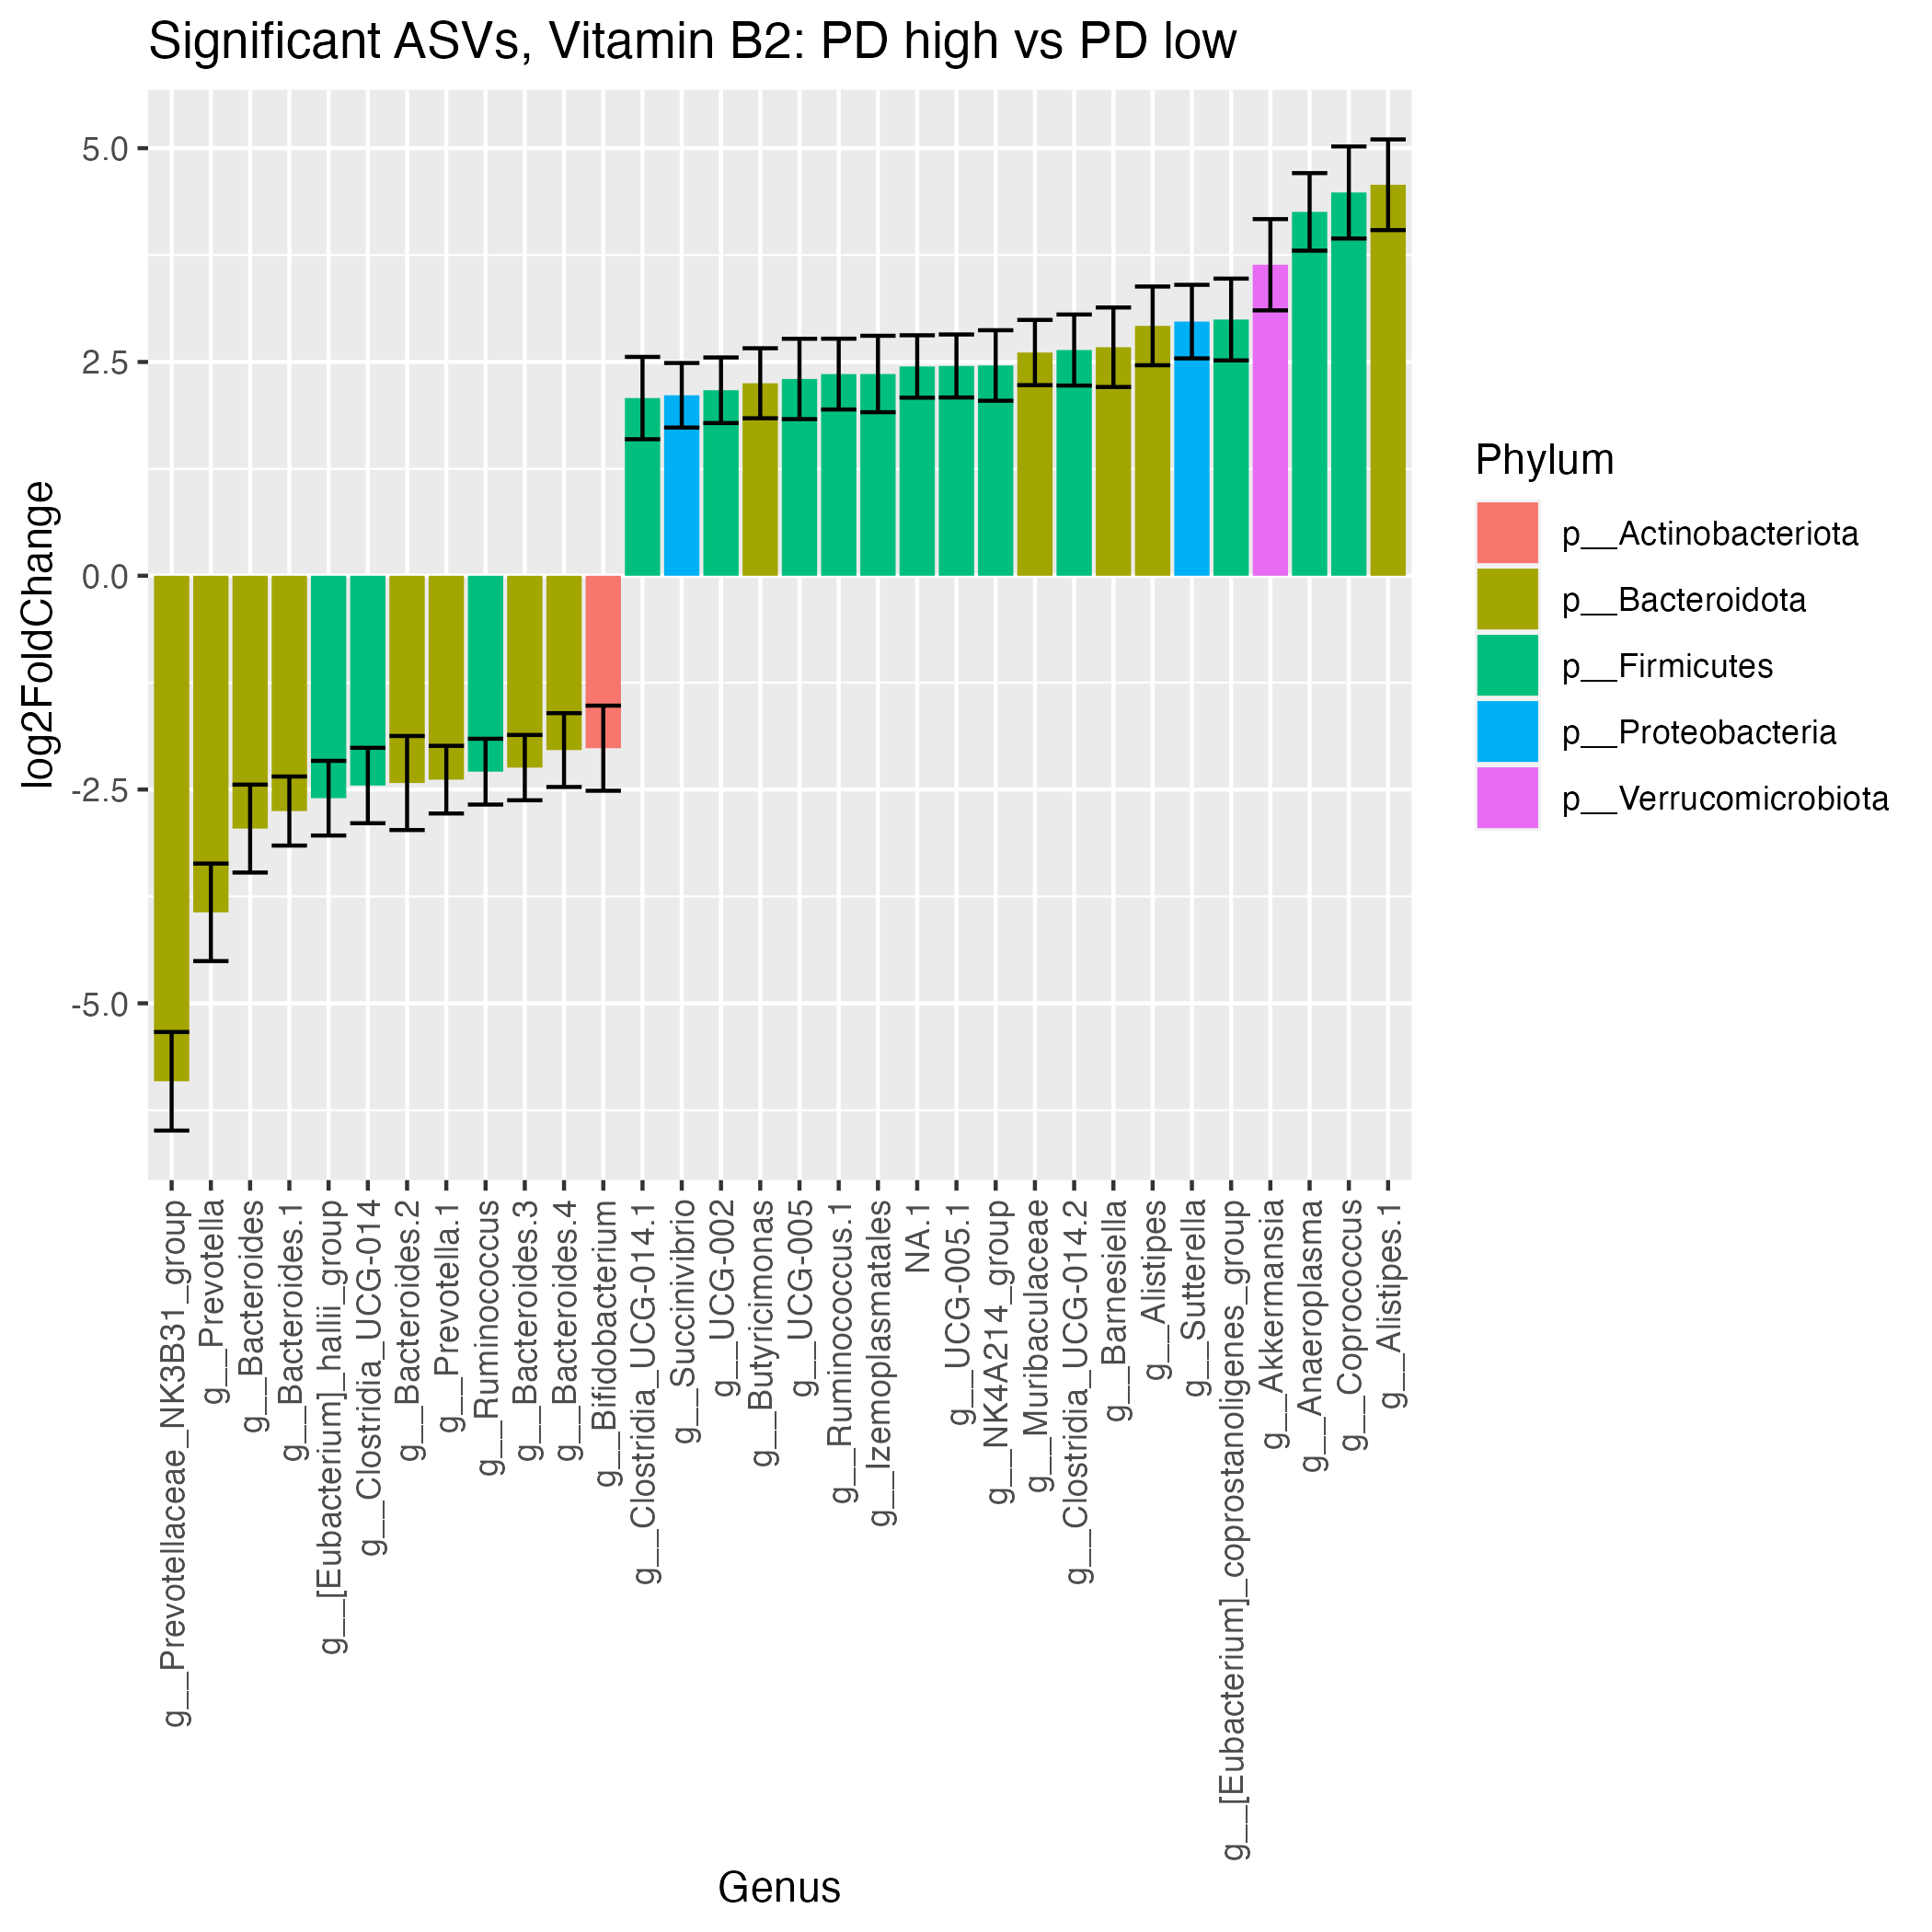 Significant ASVs, Vitamin B2: PD high vs PD low
log2FoldChange
5.0
2.5
0.0
-2.5
-5.0
g__Prevotellaceae_NK3B31_group
g__Prevotella
g__Bacteroides
g__Bacteroides.1
g__[Eubacterium]_hallii_group
g__Clostridia_UCG-014
g__Bacteroides.2
g__Prevotella.1
g__Ruminococcus
g__Bacteroides.3
g__Bacteroides.4
g__Bifidobacterium
g__Clostridia_UCG-014.1
g__Succinivibrio
g__UCG-002
g__Butyricimonas
g__UCG-005
g__Ruminococcus.1
g__Izemoplasmatales
NA.1
g__UCG-005.1
g__NK4A214_group
g__Muribaculaceae
g__Clostridia_UCG-014.2
g__Barnesiella
g__Alistipes
g__Sutterella
g__[Eubacterium]_coprostanoligenes_group
g__Akkermansia
g__Anaeroplasma
g__Coprococcus
g__Alistipes.1
Genus
Phylum
p__Actinobacteriota
p__Bacteroidota
p__Firmicutes
p__Proteobacteria
p__Verrucomicrobiota